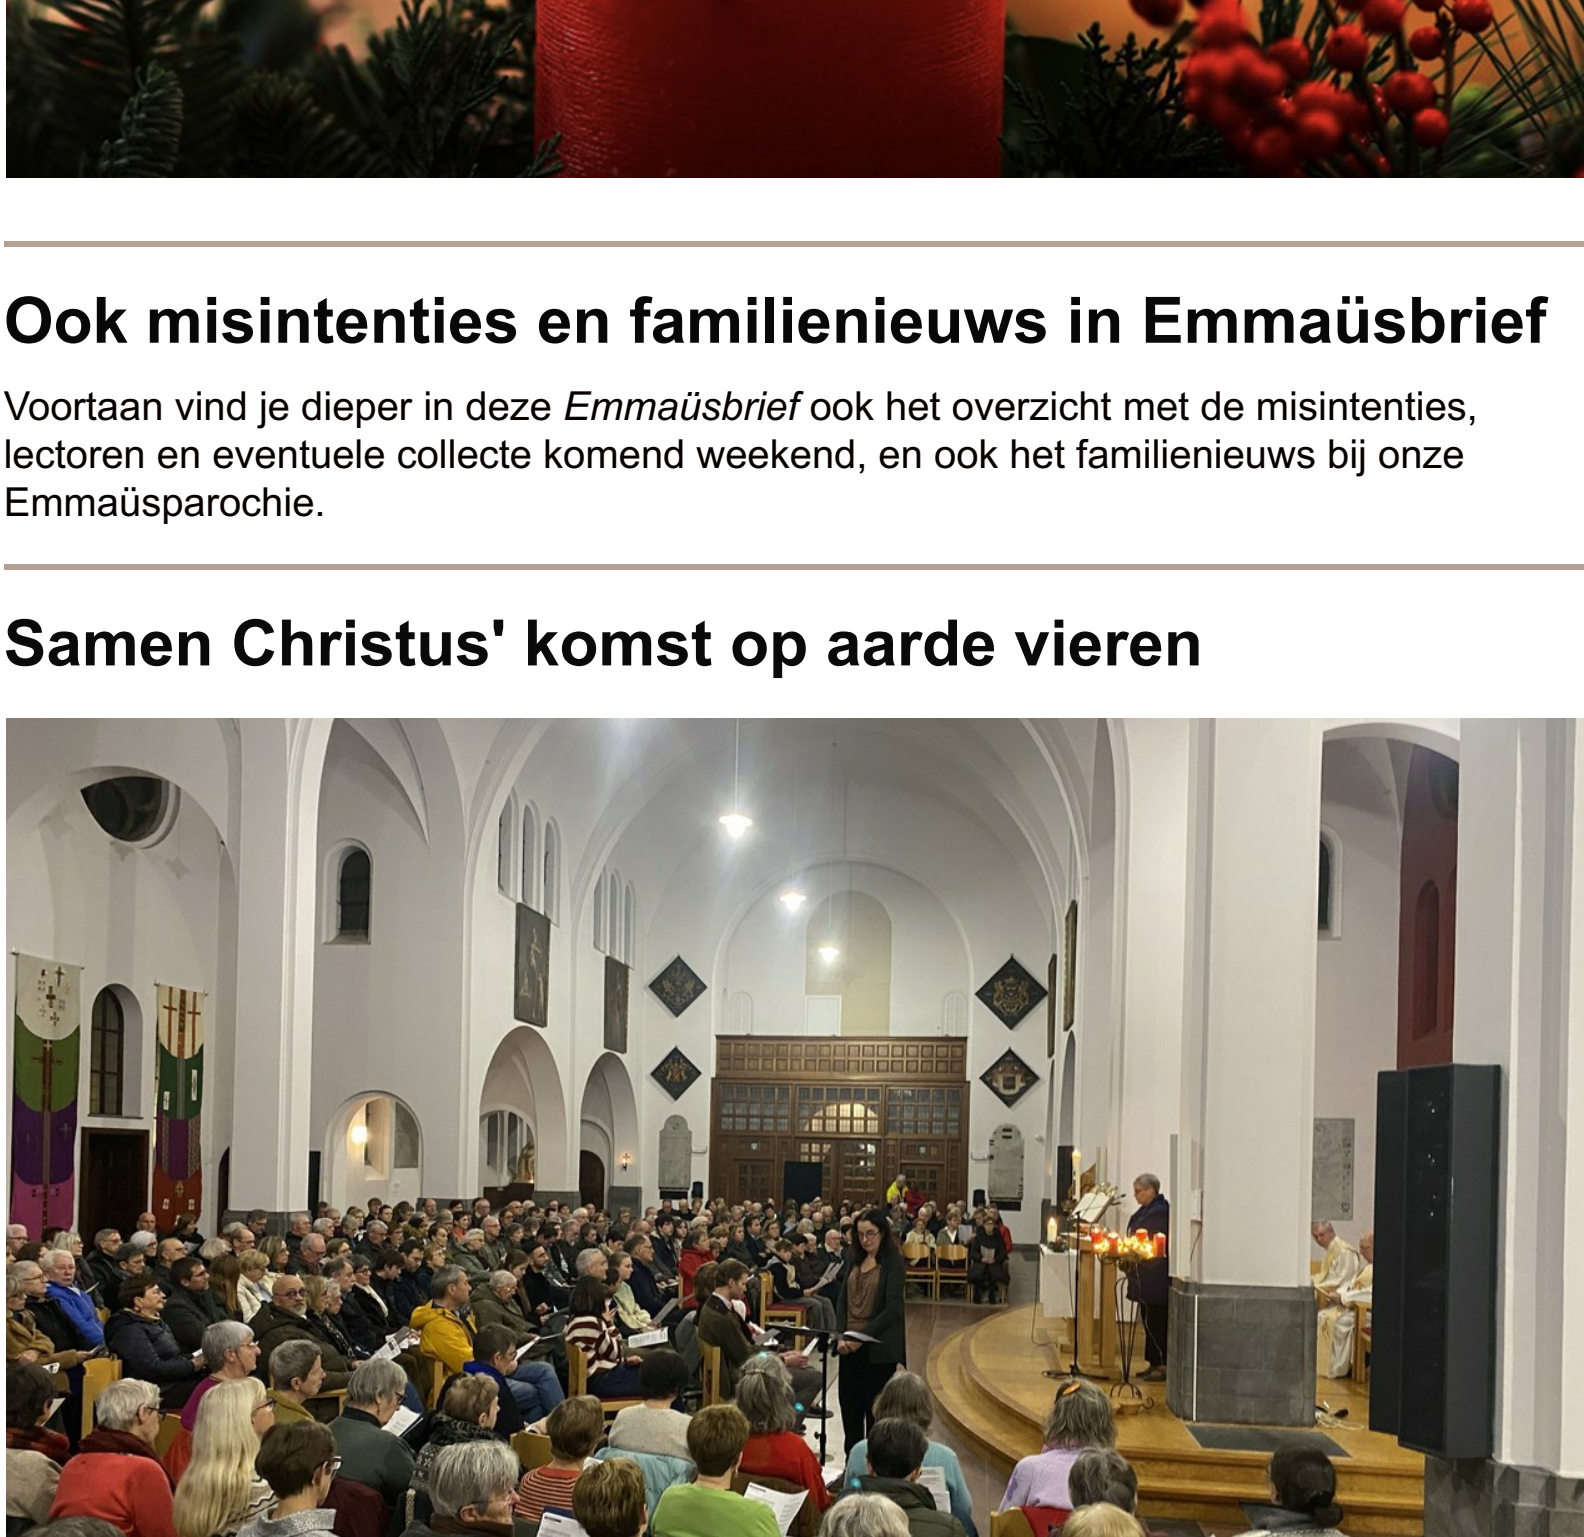 Ook misintenties en familienieuws in Emmaüsbrief
Voortaan vind je dieper in deze Emmaüsbrief ook het overzicht met de misintenties,
lectoren en eventuele collecte komend weekend, en ook het familienieuws bij onze
Emmaüsparochie.
Samen Christus' komst op aarde vieren